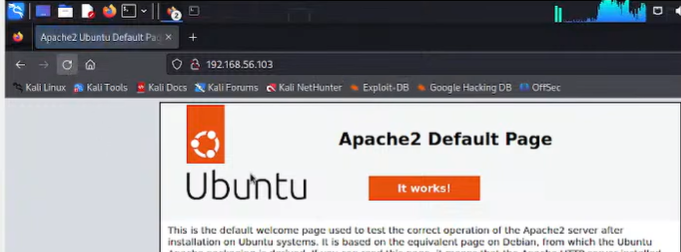 2
Apache2 Ubuntu Default Pag
192.168.56.103
Kali Linux Kali Tools Kali Docs Kali Forums Kali NetHunter Exploit-DB Google Hacking DB OffSec
Apache2 Default Page
Ubuntu
It works!
This is the default welcome page used to test the correct operation of the Apache2 server after
installation on Ubuntu systems. It is based on the equivalent page on Debian, from which the Ubuntu